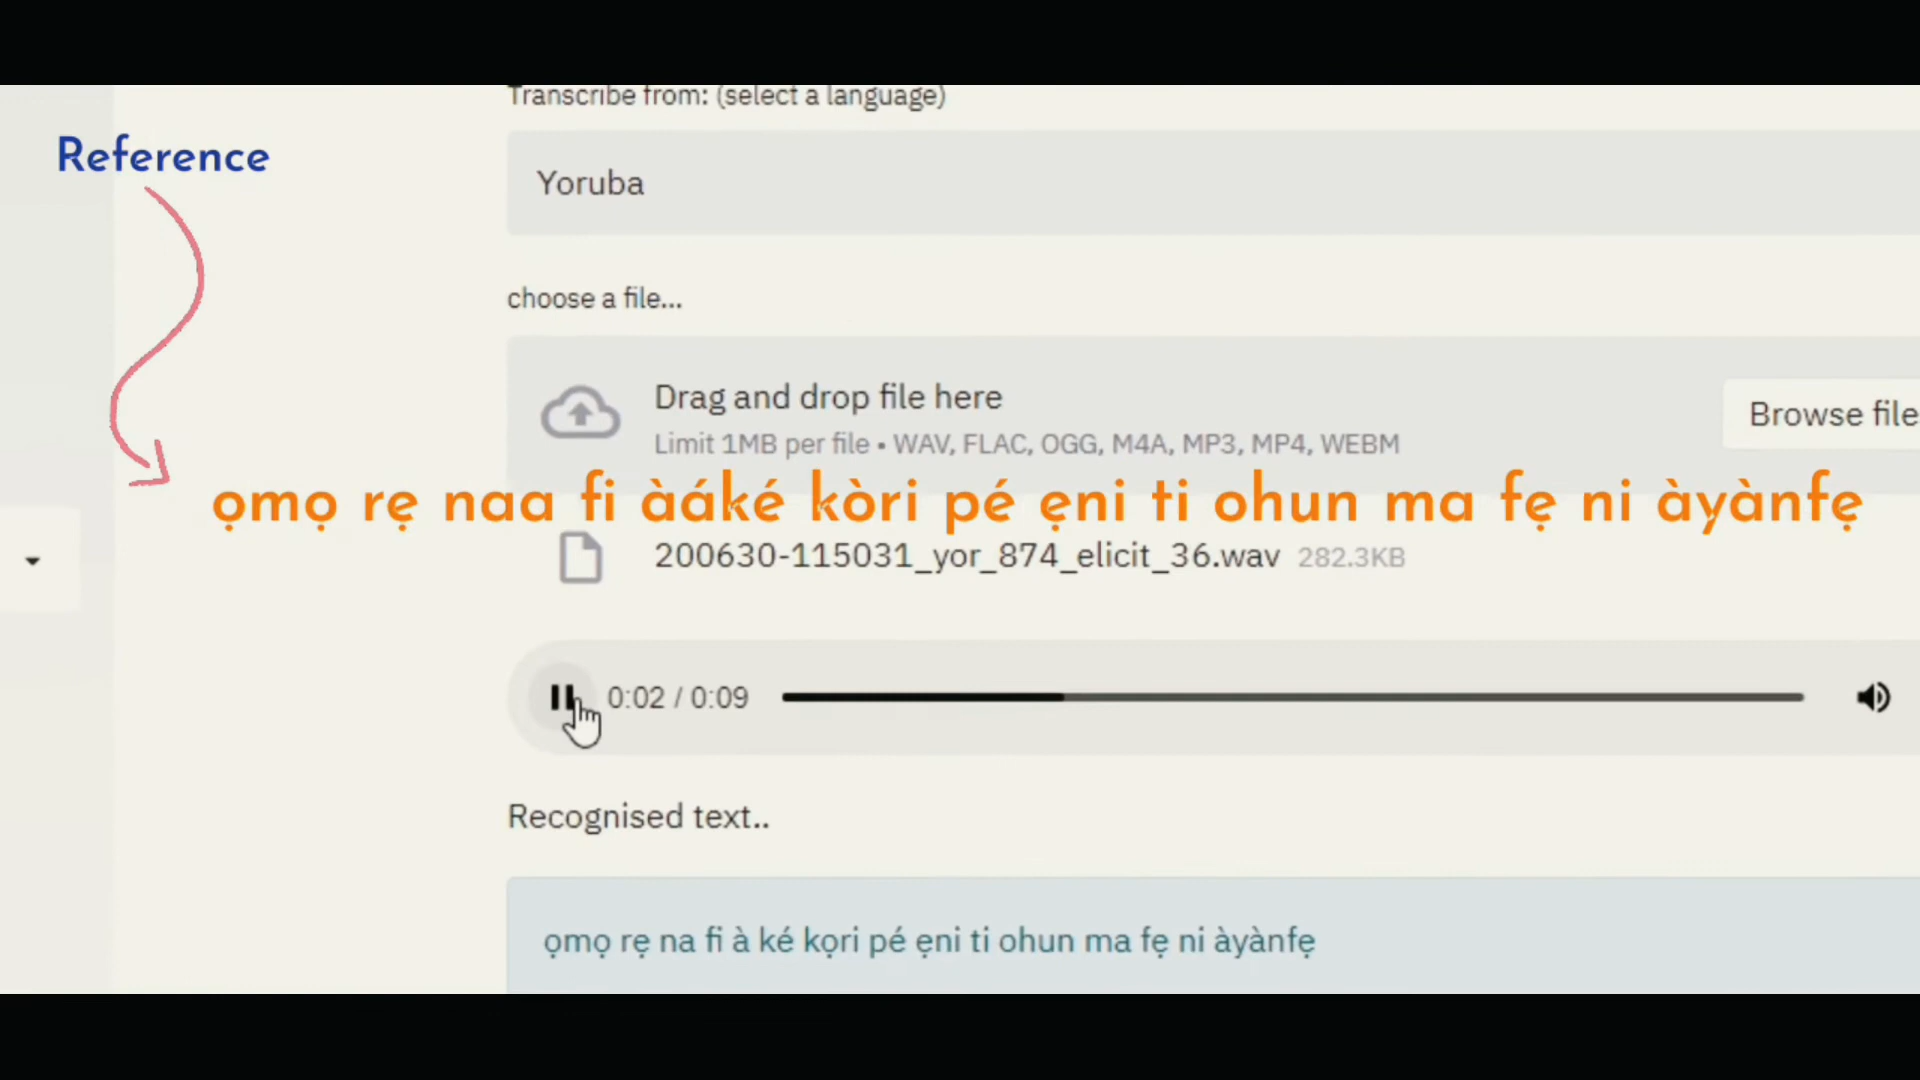 Transcribe from: (select a language)
Reference
Yoruba
choose a file...
Drag and drop file here
Browse file
Limit 1MB per file • WAV, FLAC, OGG, M4A, MP3, MP4, WEBM
ọmọ rẹ naa fi àáké kòri pé ẹni ti ohun ma fẹ ni àyànfẹ
200630-115031_yor_874_elicit_36.wav 282.3KB
0:02 / 0:09
Recognised text..
ọmọ rẹ na fi à ké kọri pé ẹni ti ohun ma fẹ ni àyànfẹ